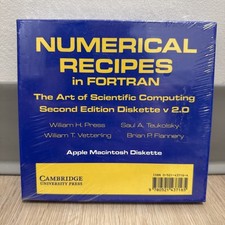 NUMERICAL
RECIPES
in FORTRAN
The Art of Scientific Computing
Second Edition Diskette v 2.0
William H. Press Saul A. Teukolsky
William T. Vetterling Brian P. Flannery
Apple Macintosh Diskette
CAMBRIDGE
UNIVERSITY PRESS